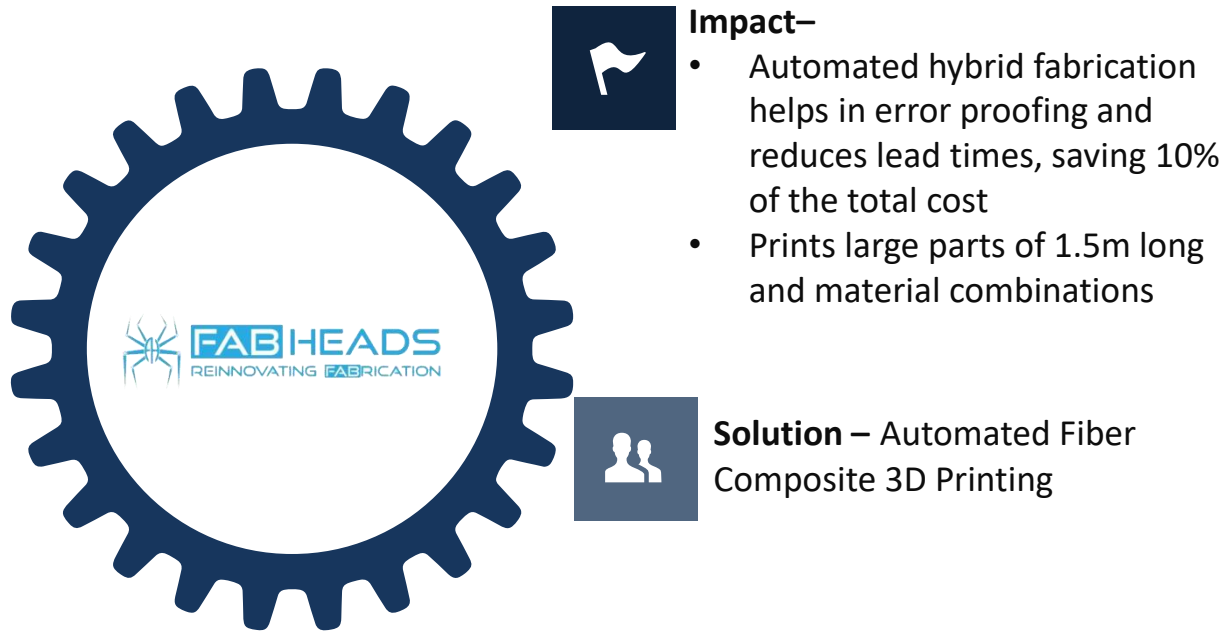 Impact–
• Automated hybrid fabrication
helps in error proofing and
reduces lead times, saving 10%
of the total cost
• Prints large parts of 1.5m long
and material combinations
FABHEADS
REINNOVATING FABRICATION
Solution – Automated Fiber
Composite 3D Printing